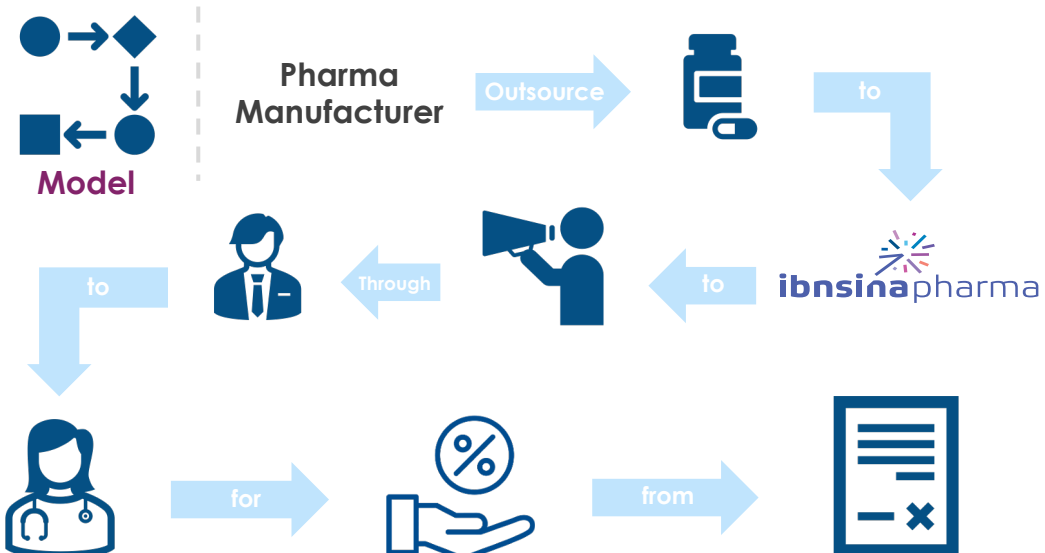 Model
Pharma
Manufacturer
Outsource
to
ibnsinapharma
to
Through
to
for
from